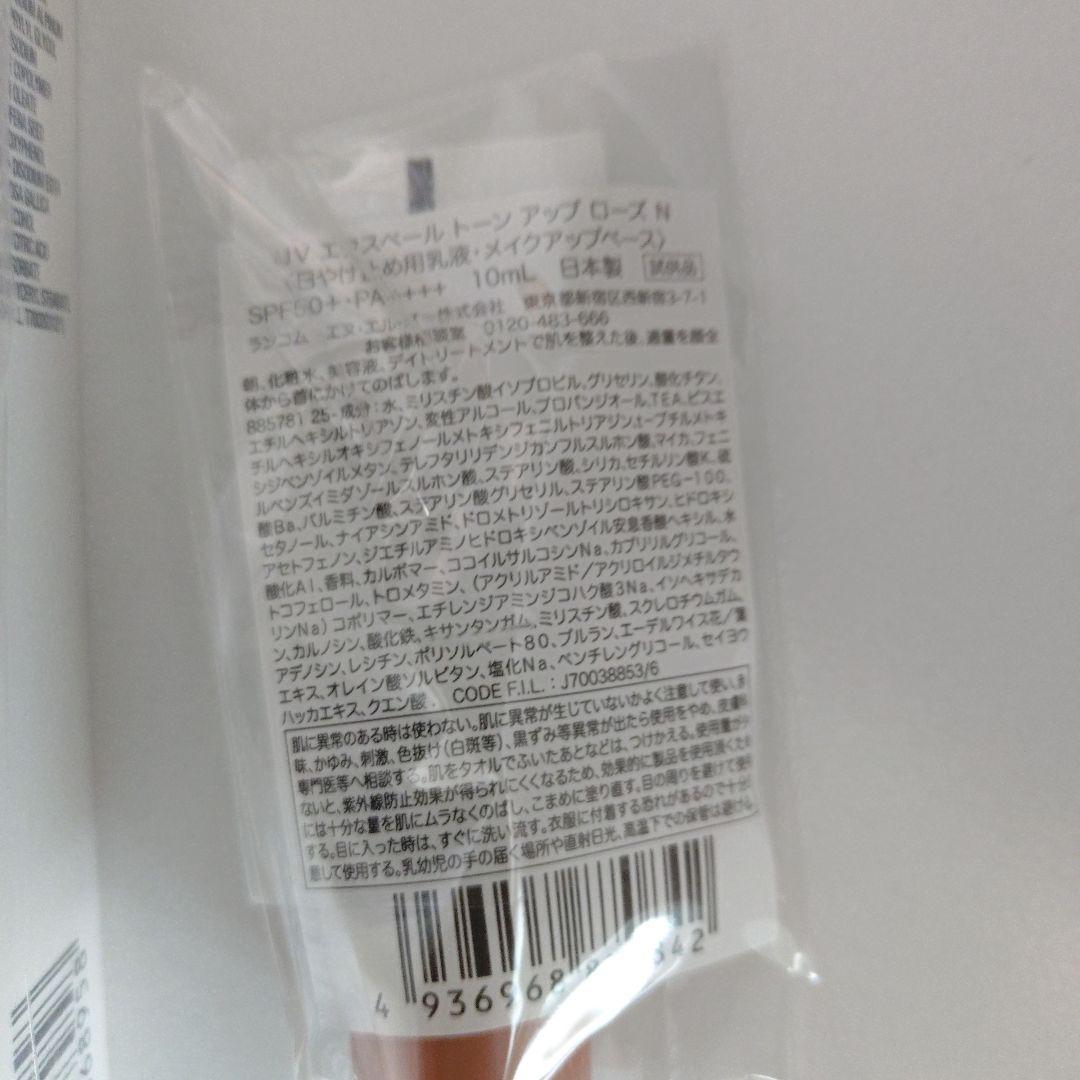 UV エクスペール トーン アップ ローズ N
(日やけ止め用乳液・メイクアップベース)
SPF50+・PA++++ 10mL 日本製 試供品
ランコム エヌ・エル・オー株式会社 東京都新宿区西新宿3-7-1
お客様相談室 0120-483-666
朝、化粧水、美容液、デイトリートメントで肌を整えた後、適量を顔全
体から首にかけてのばします。
885781 25-成分:水、ミリスチン酸イソプロピル、グリセリン、酸化チタン、
エチルヘキシルトリアゾン、変性アルコール、プロパンジオール、TEA、ビスエ
チルヘキシルオキシフェノールメトキシフェニルトリアジン、t-ブチルメトキ
シジベンゾイルメタン、テレフタリリデンジカンフルスルホン酸、マイカ、フェニ
ルベンズイミダゾールスルホン酸、ステアリン酸、シリカ、セチルリン酸K、硫
酸Ba、パルミチン酸、ステアリン酸グリセリル、ステアリン酸PEG-100、
セタノール、ナイアシンアミド、ドロメトリゾールトリシロキサン、ヒドロキシ
アセトフェノン、ジエチルアミノヒドロキシベンゾイル安息香酸ヘキシル、水
酸化Al、香料、カルボマー、ココイルサルコシンNa、カプリリルグリコール、
トコフェロール、トロメタミン、(アクリルアミド/アクリロイルジメチルタウ
リンNa)コポリマー、エチレンジアミンジコハク酸3Na、イソヘキサデカ
ン、カルノシン、酸化鉄、キサンタンガム、ミリスチン酸、スクレロチウムガム、
アデノシン、レシチン、ポリソルベート80、プルラン、エーデルワイス花/葉
エキス、オレイン酸ソルビタン、塩化Na、ペンチレングリコール、セイヨウ
ハッカエキス、クエン酸. CODE F.I.L. : J70038853/6
肌に異常のある時は使わない。肌に異常が生じていないかよく注意して使い、赤
味、かゆみ、刺激、色抜け(白斑等)、黒ずみ等異常が出たら使用をやめ、皮膚科
専門医等へ相談する。肌をタオルでふいたあとなどは、つけかえる。使用量が少
ないと、紫外線防止効果が得られにくくなるため、効果的に製品を使用頂くため
には十分な量を肌にムラなくのばし、こまめに塗り直す。目の周りを避けて使用
する。目に入った時は、すぐに洗い流す。衣服に付着する恐れがあるので十分注
意して使用する。乳幼児の手の届く場所や直射日光、高温下での保管は避ける。
4 936968 842